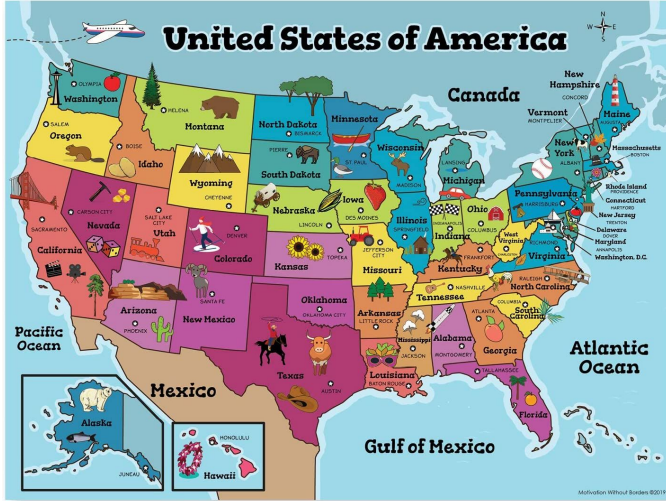 United States of America
N
W
E
S
Canada
OLYMPIA
Washington
SALEM
Oregon
BOISE
Idaho
HELENA
Montana
North Dakota
BISMARCK
PIERRE
South Dakota
Minnesota
ST. PAUL
Wisconsin
MADISON
LANSING
Michigan
New
Hampshire
CONCORD
Vermont
MONTPELIER
Maine
AUGUSTA
New
York
ALBANY
Massachusetts
BOSTON
Rhode Island
PROVIDENCE
Connecticut
HARTFORD
New Jersey
TRENTON
Delaware
DOVER
Maryland
ANNAPOLIS
Washington, D.C.
Pennsylvania
HARRISBURG
Wyoming
CHEYENNE
Nebraska
LINCOLN
Iowa
DES MOINES
Illinois
SPRINGFIELD
Indiana
INDIANAPOLIS
Ohio
COLUMBUS
West
Virginia
CHARLESTON
RICHMOND
Virginia
SACRAMENTO
California
CARSON CITY
Nevada
SALT LAKE
CITY
Utah
DENVER
Colorado
Kansas
TOPEKA
JEFFERSON
CITY
Missouri
FRANKFORT
Kentucky
NASHVILLE
Tennessee
RALEIGH
North Carolina
COLUMBIA
South
Carolina
Arizona
PHOENIX
SANTA FE
New Mexico
Oklahoma
OKLAHOMA CITY
Arkansas
LITTLE ROCK
Mississippi
JACKSON
Alabama
MONTGOMERY
ATLANTA
Georgia
Texas
AUSTIN
Louisiana
BATON ROUGE
TALLAHASSEE
Florida
Pacific
Ocean
Atlantic
Ocean
Mexico
Gulf of Mexico
Alaska
JUNEAU
HONOLULU
Hawaii
Motivation Without Borders ©2019